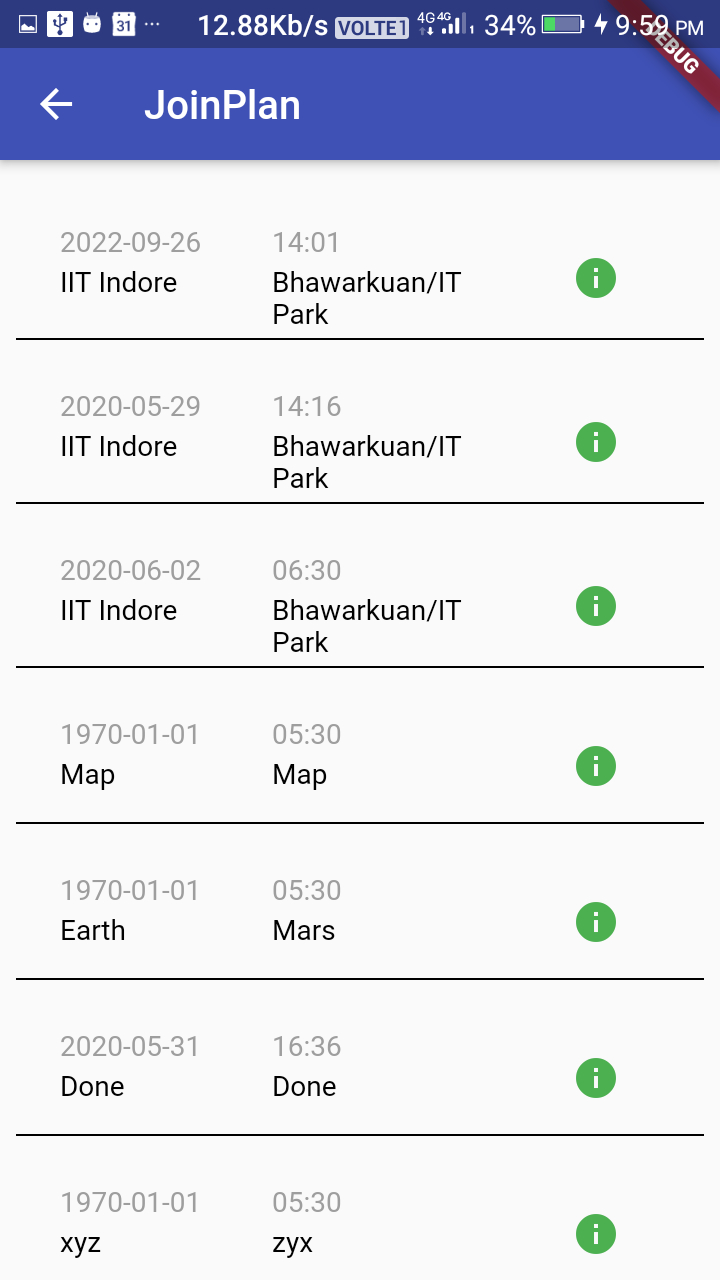 31 ... 12.88Kb/s VOLTE1 4G 4G 1 34% 9:59 PM
DEBUG
JoinPlan
2022-09-26 14:01
IIT Indore Bhawarkuan/IT
Park
2020-05-29 14:16
IIT Indore Bhawarkuan/IT
Park
2020-06-02 06:30
IIT Indore Bhawarkuan/IT
Park
1970-01-01 05:30
Map Map
1970-01-01 05:30
Earth Mars
2020-05-31 16:36
Done Done
1970-01-01 05:30
xyz zyx